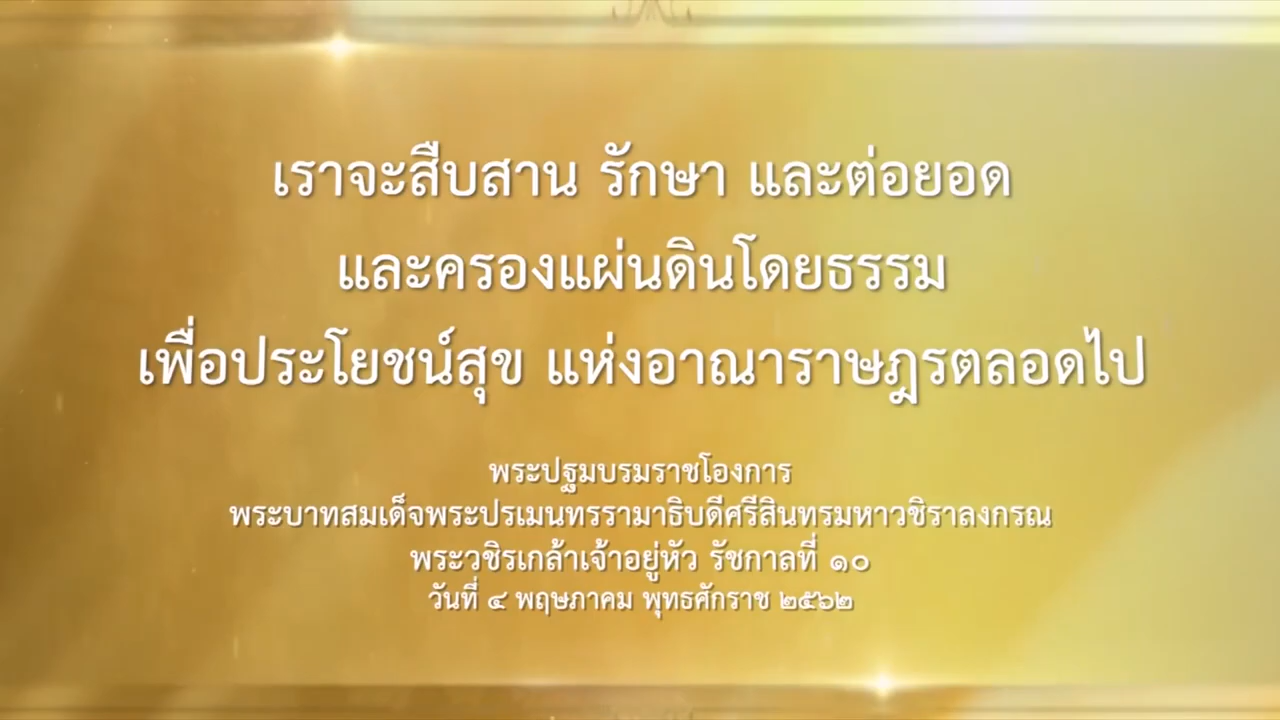 เราจะสืบสาน รักษา และต่อยอด
และครองแผ่นดินโดยธรรม
เพื่อประโยชน์สุข แห่งอาณาราษฎรตลอดไป
พระปฐมบรมราชโองการ
พระบาทสมเด็จพระปรเมนทรรามาธิบดีศรีสินทรมหาวชิราลงกรณ
พระวชิรเกล้าเจ้าอยู่หัว รัชกาลที่ ๑๐
วันที่ ๔ พฤษภาคม พุทธศักราช ๒๕๖๒